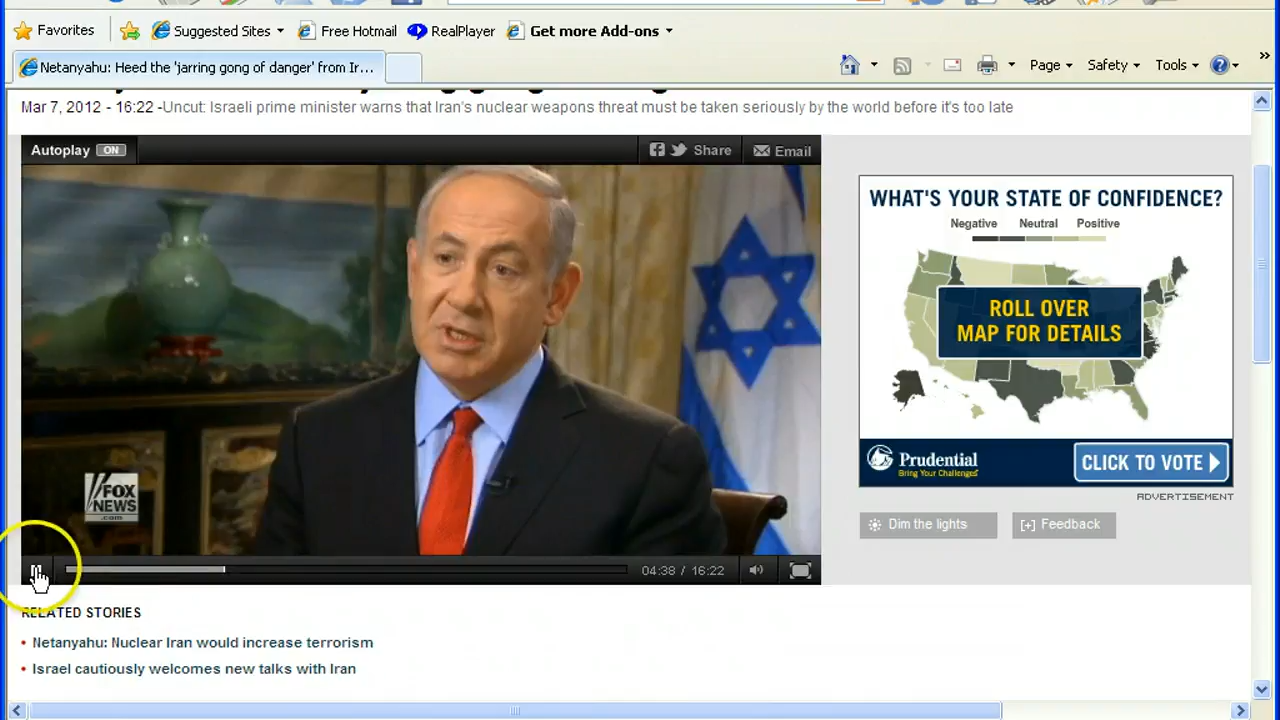 Favorites Suggested Sites Free Hotmail RealPlayer Get more Add-ons
Netanyahu: Heed the 'jarring gong of danger' from Ir... Page Safety Tools
Mar 7, 2012 - 16:22 -Uncut: Israeli prime minister warns that Iran's nuclear weapons threat must be taken seriously by the world before it's too late
Autoplay ON Share Email
WHAT'S YOUR STATE OF CONFIDENCE?
Negative Neutral Positive
ROLL OVER
MAP FOR DETAILS
Prudential
Bring Your Challenges
CLICK TO VOTE
ADVERTISEMENT
FOX
NEWS
.com
Dim the lights [+] Feedback
04:38 / 16:22
RELATED STORIES
• Netanyahu: Nuclear Iran would increase terrorism
• Israel cautiously welcomes new talks with Iran